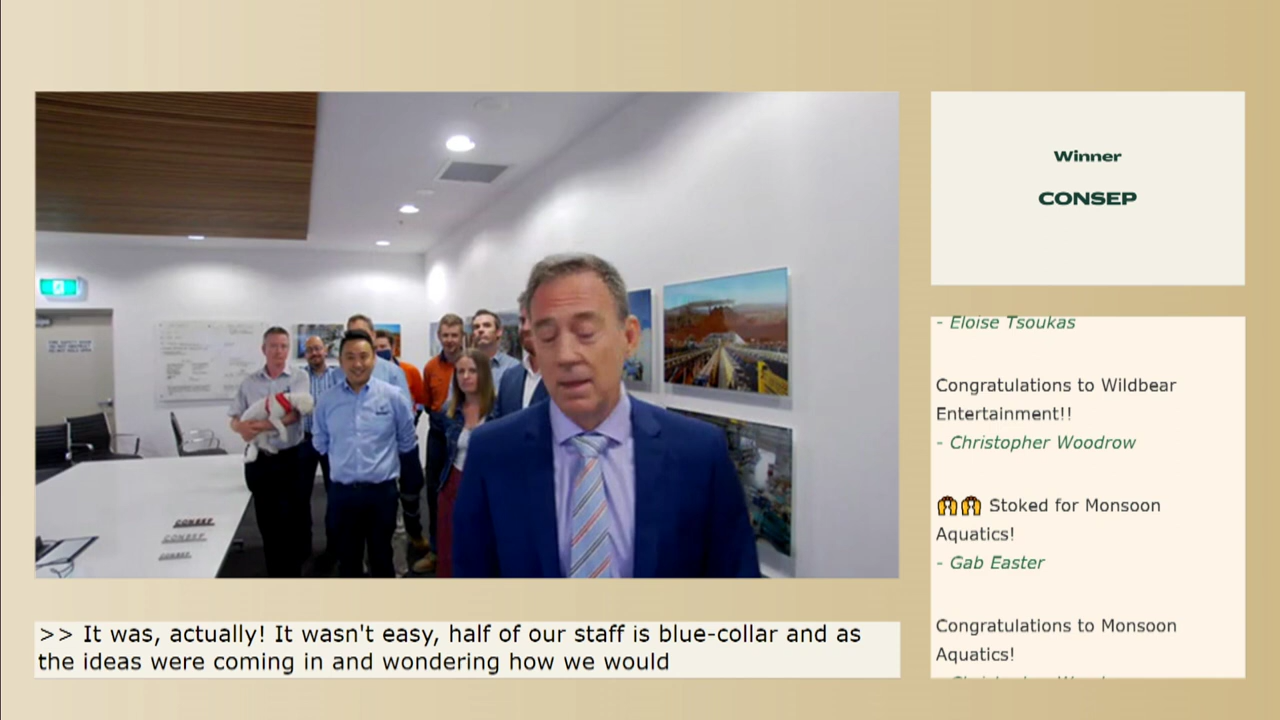 Winner
CONSEP
- Eloise Tsoukas
Congratulations to Wildbear
Entertainment!!
- Christopher Woodrow
🙌🙌 Stoked for Monsoon
Aquatics!
- Gab Easter
Congratulations to Monsoon
Aquatics!
CONSEP
CONSEP
CONSEP
>> It was, actually! It wasn't easy, half of our staff is blue-collar and as
the ideas were coming in and wondering how we would